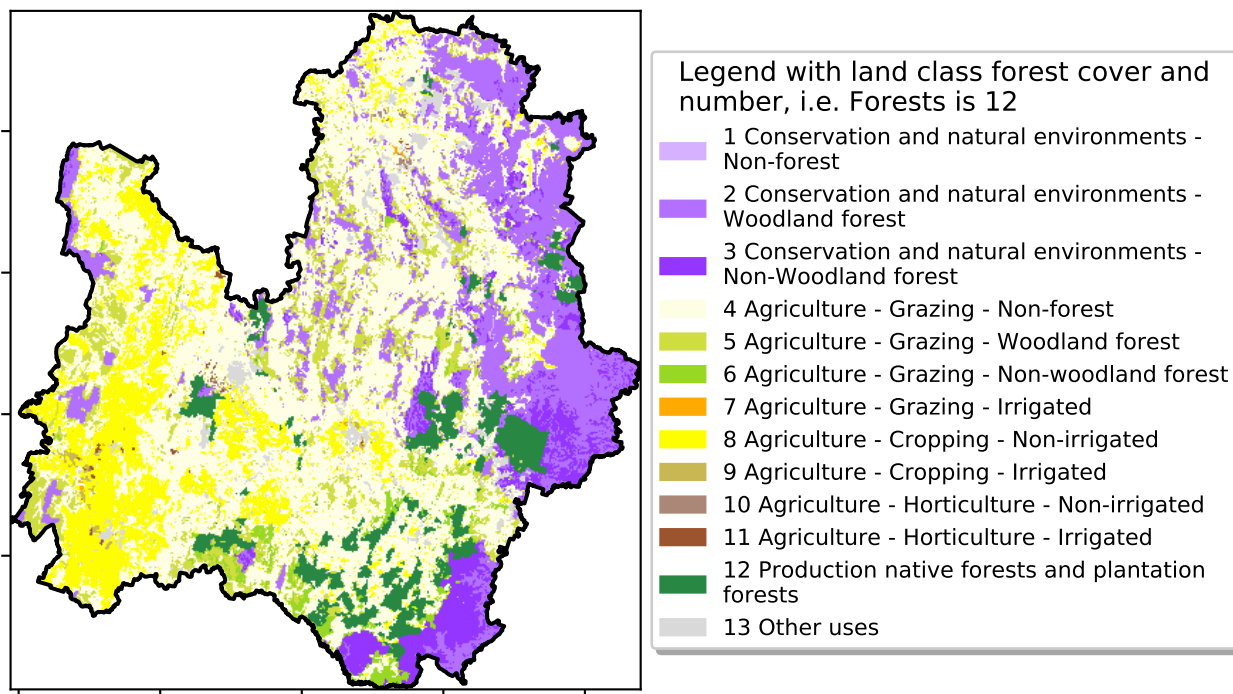 Legend with land class forest cover and
number, i.e. Forests is 12
1 Conservation and natural environments -
Non-forest
2 Conservation and natural environments -
Woodland forest
3 Conservation and natural environments -
Non-Woodland forest
4 Agriculture - Grazing - Non-forest
5 Agriculture - Grazing - Woodland forest
6 Agriculture - Grazing - Non-woodland forest
7 Agriculture - Grazing - Irrigated
8 Agriculture - Cropping - Non-irrigated
9 Agriculture - Cropping - Irrigated
10 Agriculture - Horticulture - Non-irrigated
11 Agriculture - Horticulture - Irrigated
12 Production native forests and plantation
forests
13 Other uses